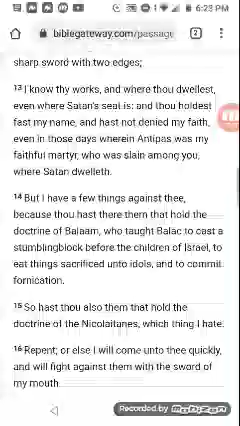 6:23 PM
biblegateway.com/passage
2
sharp sword with two edges;
13 I know thy works, and where thou dwellest,
even where Satan's seat is: and thou holdest
fast my name, and hast not denied my faith,
even in those days wherein Antipas was my
faithful martyr, who was slain among you,
where Satan dwelleth.
14 But I have a few things against thee,
because thou hast there them that hold the
doctrine of Balaam, who taught Balac to cast a
stumblingblock before the children of Israel, to
eat things sacrificed unto idols, and to commit
fornication.
15 So hast thou also them that hold the
doctrine of the Nicolaitanes, which thing I hate.
16 Repent; or else I will come unto thee quickly,
and will fight against them with the sword of
my mouth.
Recorded by Mobizen